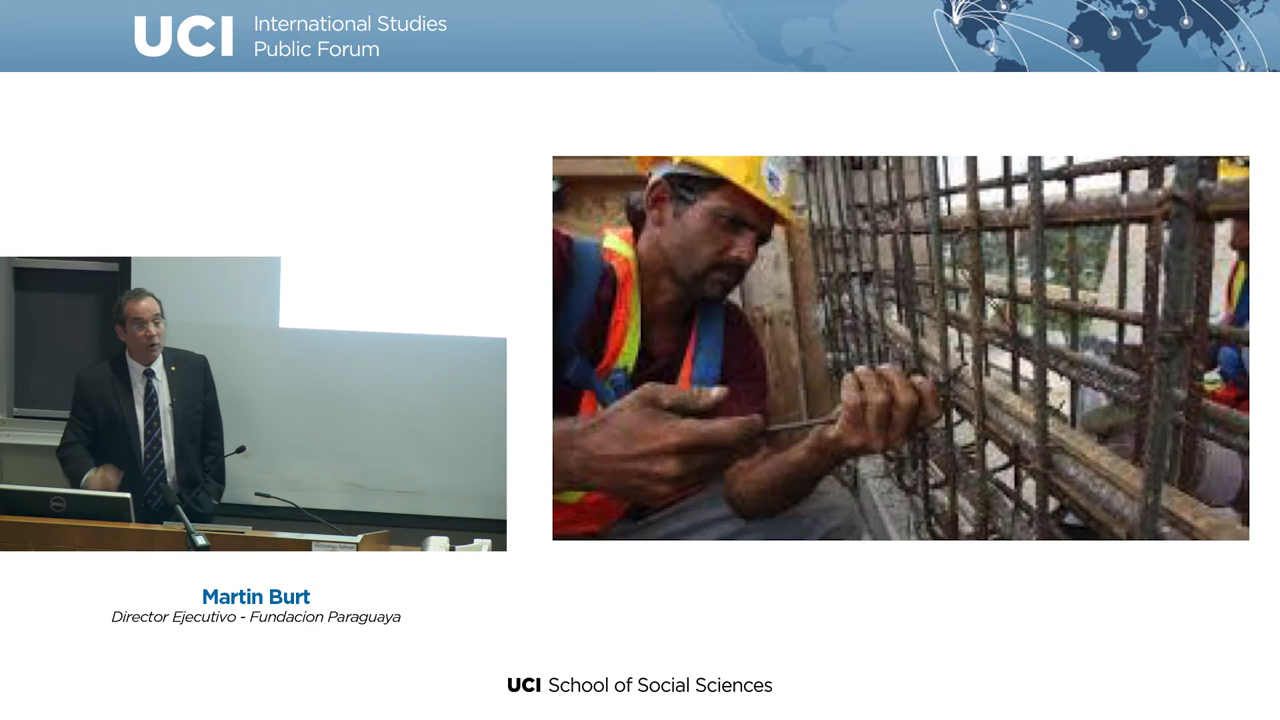 UCI
International Studies
Public Forum
Martin Burt
Director Ejecutivo - Fundacion Paraguaya
UCI School of Social Sciences